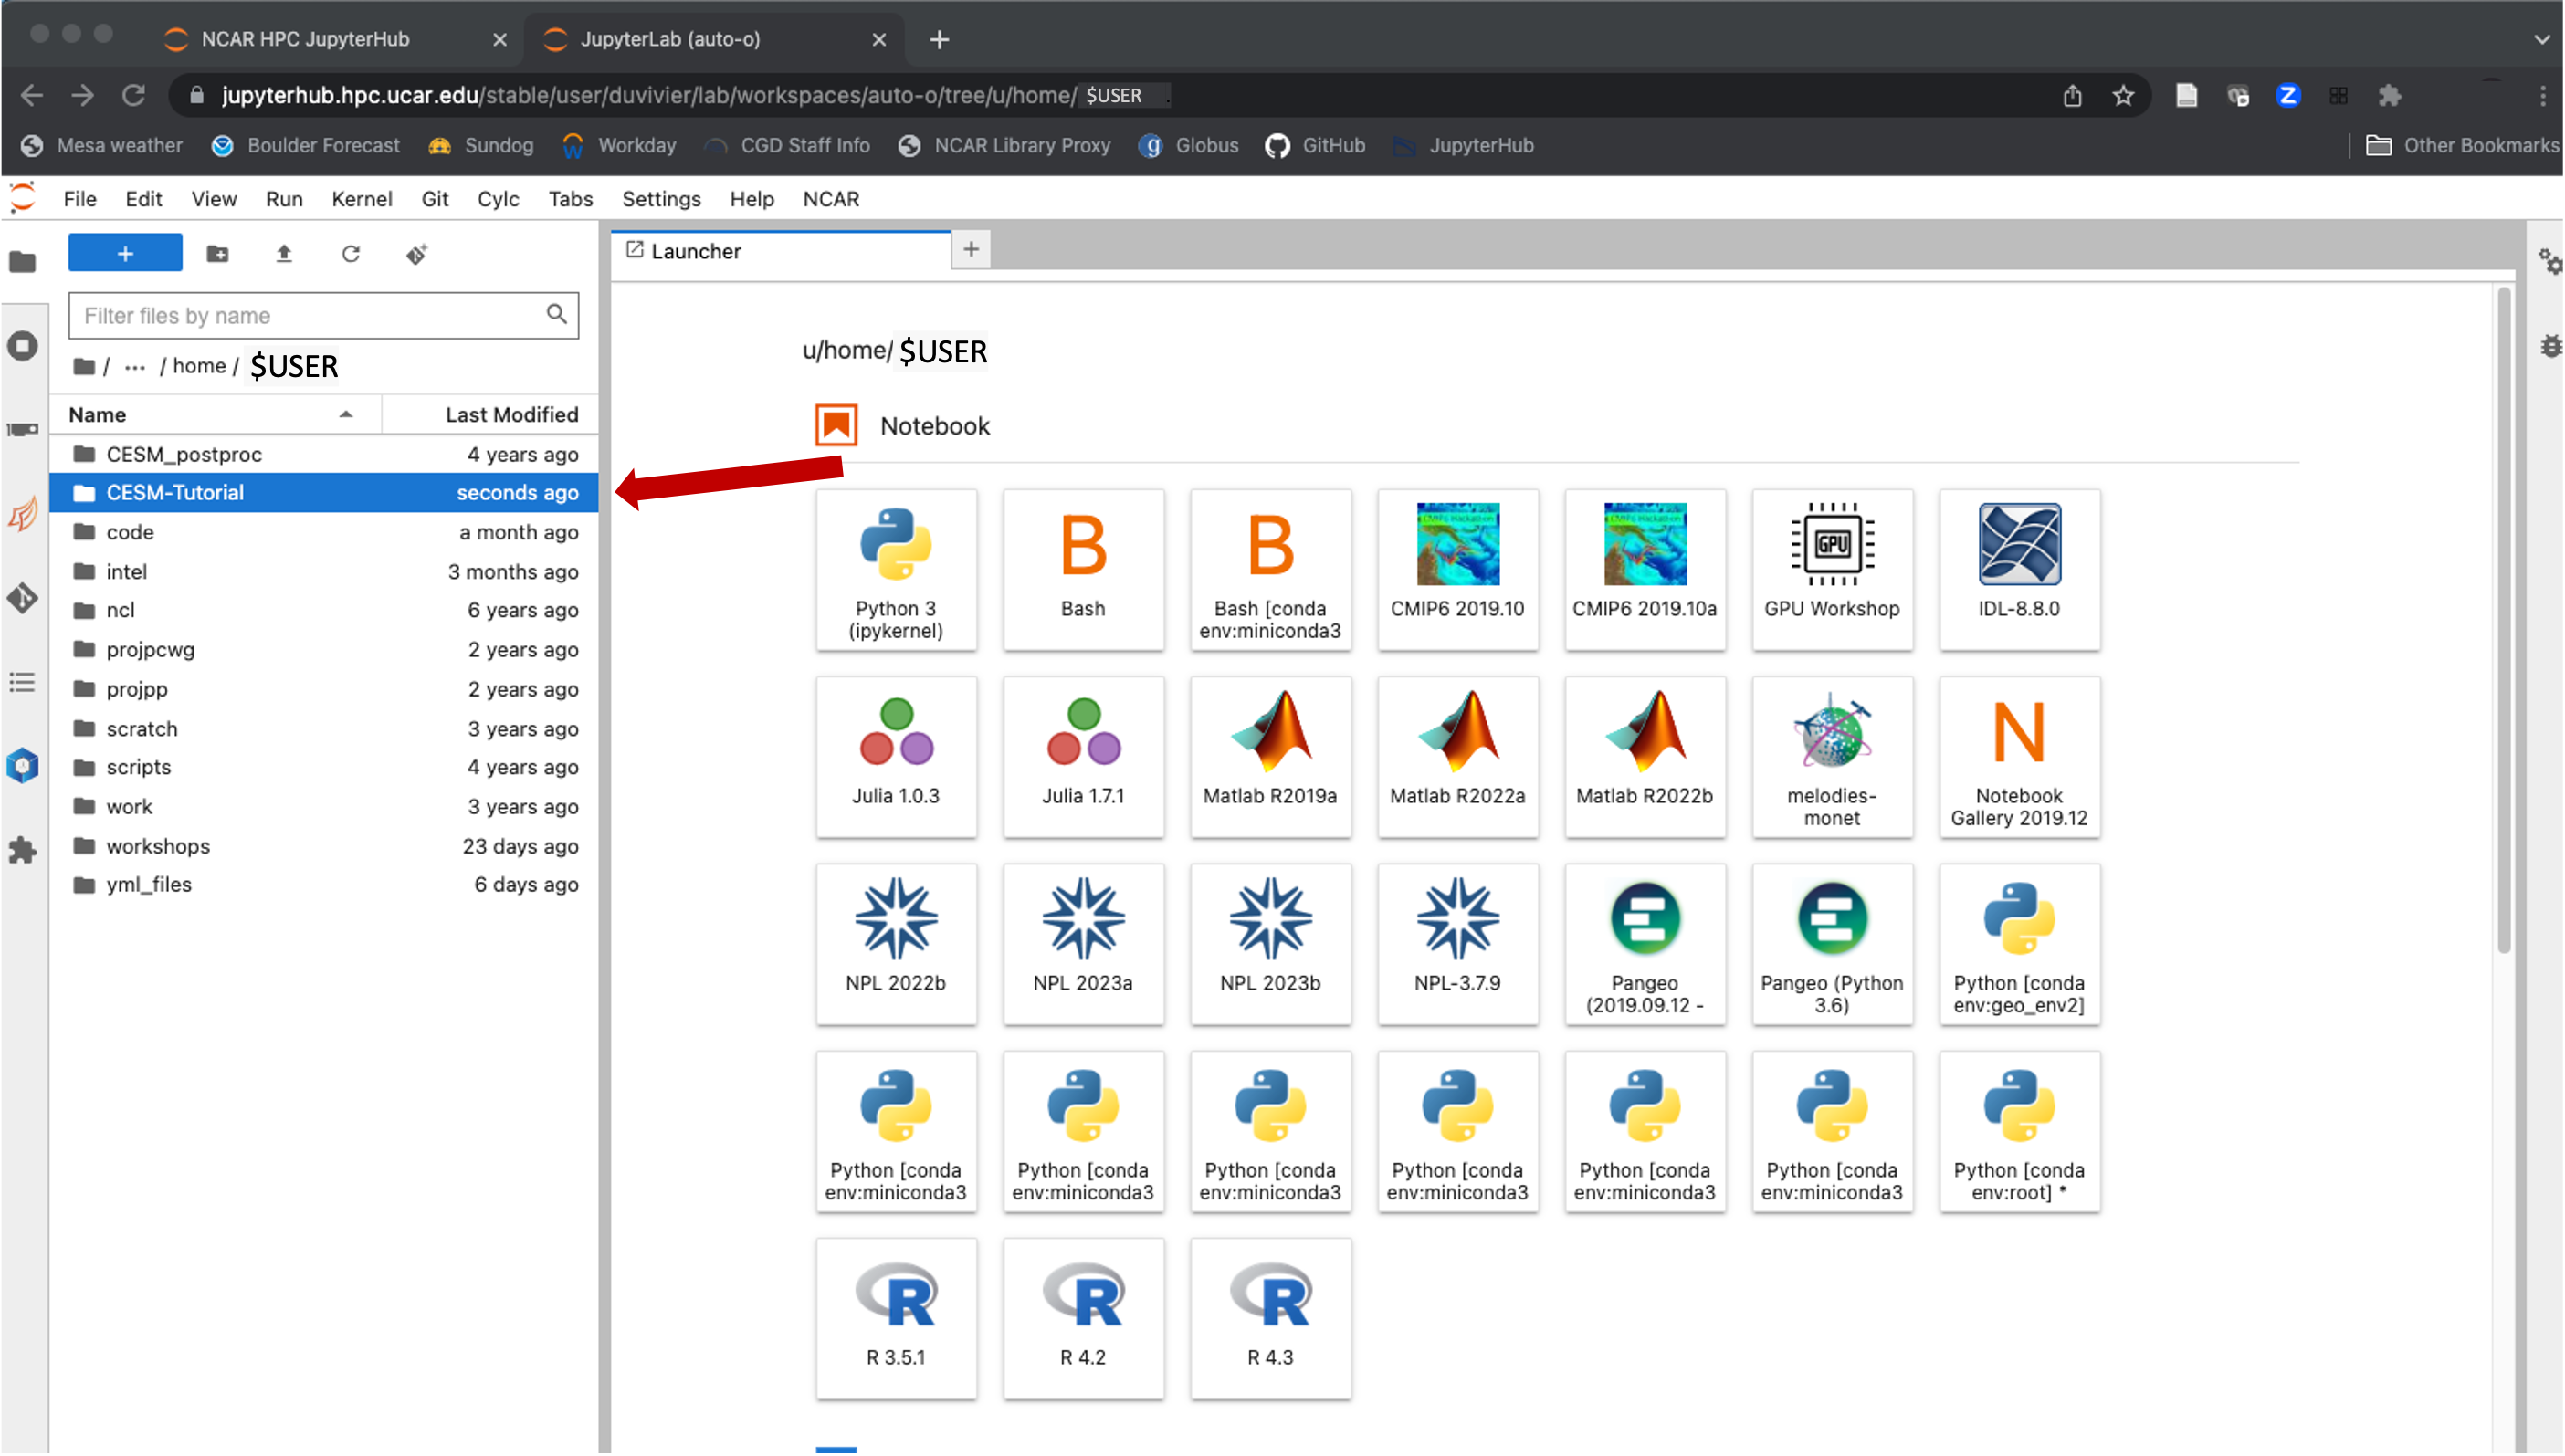 NCAR HPC JupyterHub
JupyterLab (auto-o)
jupyterhub.hpc.ucar.edu/stable/user/duvivier/lab/workspaces/auto-o/tree/u/home/ $USER
Mesa weather Boulder Forecast Sundog Workday CGD Staff Info NCAR Library Proxy Globus GitHub JupyterHub Other Bookmarks
File Edit View Run Kernel Git Cylc Tabs Settings Help NCAR
Filter files by name
/ ... / home / $USER
Name Last Modified
CESM_postproc 4 years ago
CESM-Tutorial seconds ago
code a month ago
intel 3 months ago
ncl 6 years ago
projpcwg 2 years ago
projpp 2 years ago
scratch 3 years ago
scripts 4 years ago
work 3 years ago
workshops 23 days ago
yml_files 6 days ago
Launcher
u/home/ $USER
Notebook
B B CMIP6 Hackathon CMIP6 Hackathon GPU
Python 3 Bash Bash [conda CMIP6 2019.10 CMIP6 2019.10a GPU Workshop IDL-8.8.0
(ipykernel) env:miniconda3
N
Julia 1.0.3 Julia 1.7.1 Matlab R2019a Matlab R2022a Matlab R2022b melodies- Notebook
monet Gallery 2019.12
NPL 2022b NPL 2023a NPL 2023b NPL-3.7.9 Pangeo Pangeo (Python Python [conda
(2019.09.12 - 3.6) env:geo_env2]
Python [conda Python [conda Python [conda Python [conda Python [conda Python [conda Python [conda
env:miniconda3 env:miniconda3 env:miniconda3 env:miniconda3 env:miniconda3 env:miniconda3 env:root] *
R R R
R 3.5.1 R 4.2 R 4.3